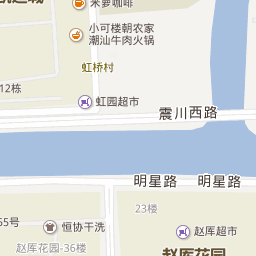 米萝咖啡
小可楼朝农家
潮汕牛肉火锅
虹桥村
12栋
虹园超市
震川西路
明星路
明星路
23楼
55号
恒协干洗
赵厍超市
赵厍花园-36楼
赵厍花园